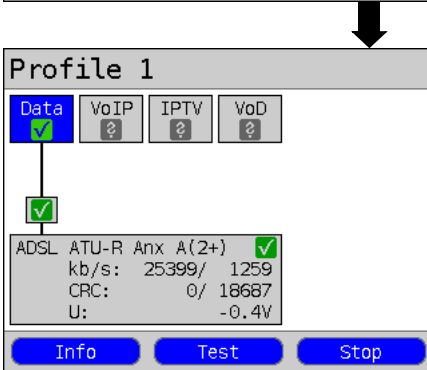 Profile 1
Data VoIP IPTV VoD
ADSL ATU-R Anx A(2+)
kb/s: 25399/ 1259
CRC: 0/ 18687
U: -0.4V
Info Test Stop